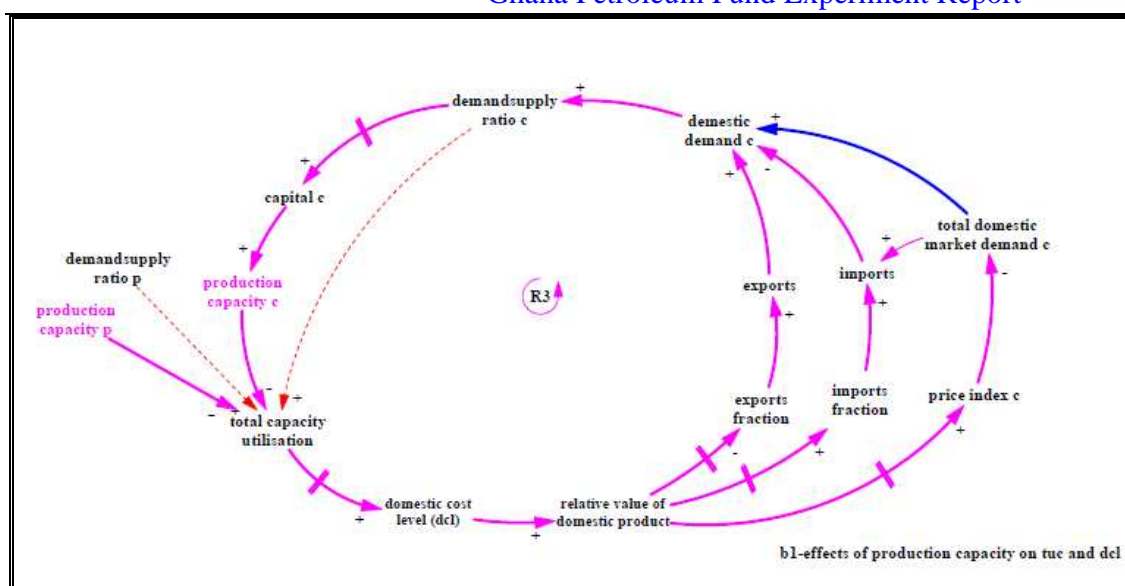 Ghana Petroleum Fund Experiment Report
demandsupply
ratio c
+
+
demestic
demand c
+
+
-
+
capital c
+
demandsupply
ratio p
production
capacity c
production
capacity p
R3
total domestic
market demand c
+
imports
-
+
exports
+
-
+
- +
total capacity
utilisation
exports
fraction
imports
fraction
price index c
-
+
+
domestic cost
level (dcl)
+
relative value of
domestic product
+
b1-effects of production capacity on tuc and dcl